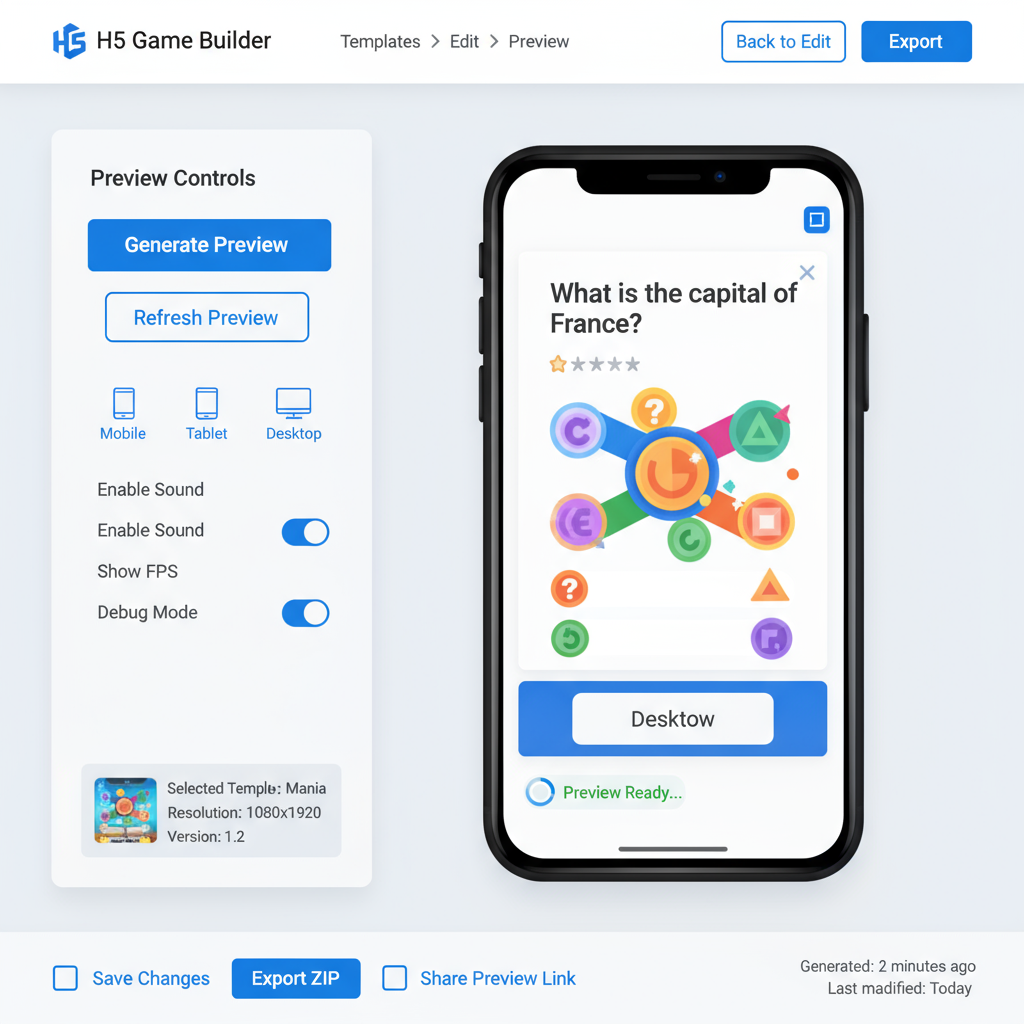 H5 Game Builder
Templates > Edit > Preview
Back to Edit
Export
Preview Controls
Generate Preview
Refresh Preview
Mobile
Tablet
Desktop
Enable Sound
Enable Sound
Show FPS
Debug Mode
Selected Temple: Mania
Resolution: 1080x1920
Version: 1.2
What is the capital of
France?
Desktow
Preview Ready...
Save Changes
Export ZIP
Share Preview Link
Generated: 2 minutes ago
Last madified: Today